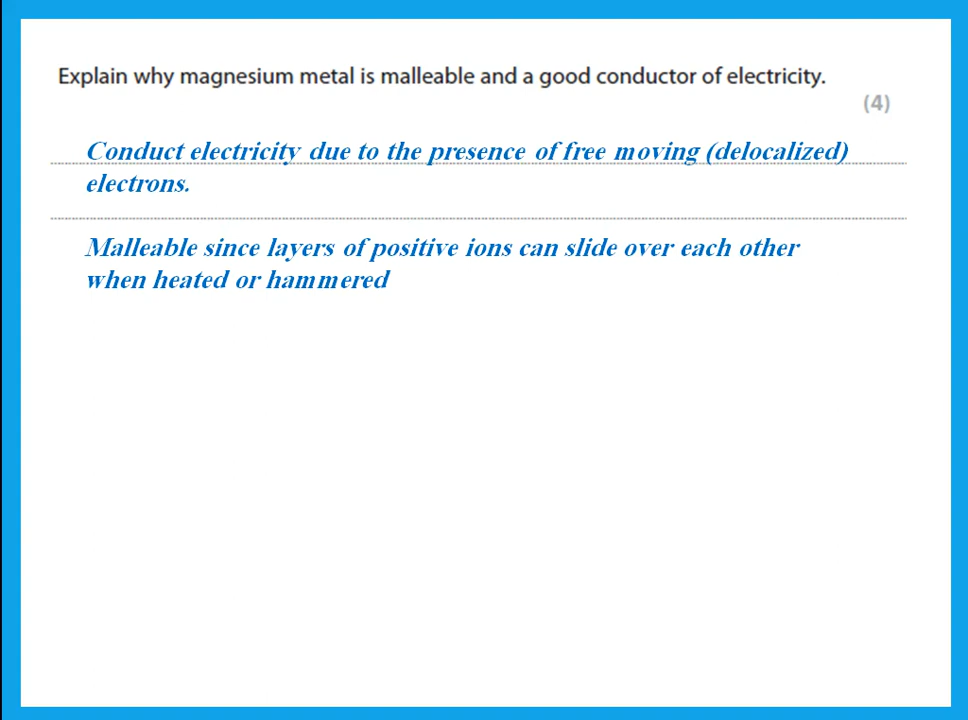 Explain why magnesium metal is malleable and a good conductor of electricity.
(4)
Conduct electricity due to the presence of free moving (delocalized)
electrons.
Malleable since layers of positive ions can slide over each other
when heated or hammered